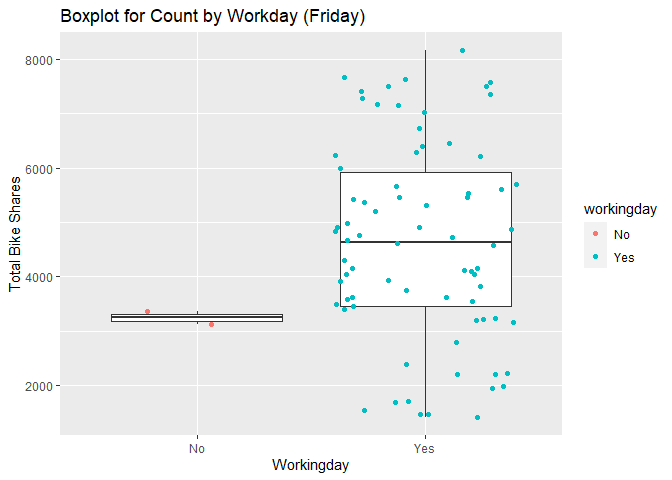 Boxplot for Count by Workday (Friday)
Total Bike Shares
8000
6000
4000
2000
No
Yes
Workingday
workingday
No
Yes